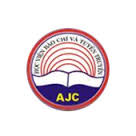 HỌC VIỆN BÁO CHÍ VÀ TUYÊN TRUYỀN
AJC